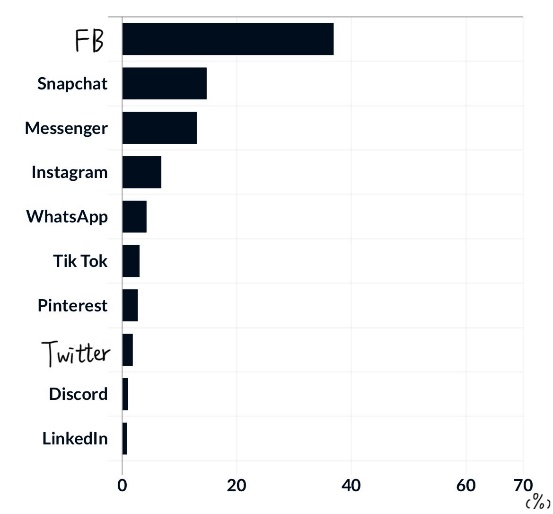 FB
Snapchat
Messenger
Instagram
WhatsApp
Tik Tok
Pinterest
Twitter
Discord
LinkedIn
0 20 40 60 70
(%)